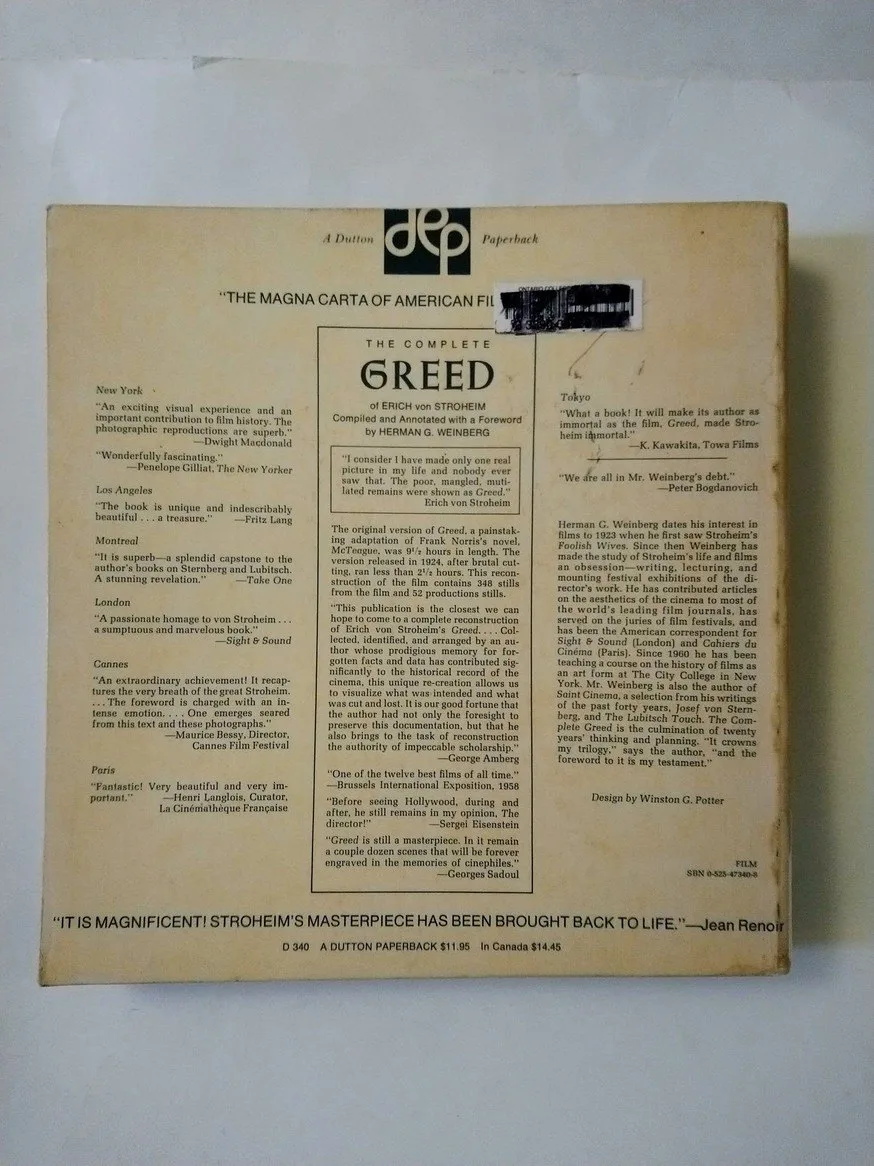 A Dutton dep Paperback
"THE MAGNA CARTA OF AMERICAN
ONTARIO
New York
"An exciting visual experience and an
important contribution to film history. The
photographic reproductions are superb."
—Dwight Macdonald
"Wonderfully fascinating."
—Penelope Gilliat, The New Yorker
Los Angeles
"The book is unique and indescribably
beautiful . . . a treasure." —Fritz Lang
Montreal
"It is superb—a splendid capstone to the
author's books on Sternberg and Lubitsch.
A stunning revelation." —Take One
London
"A passionate homage to von Stroheim . . .
a sumptuous and marvelous book."
—Sight & Sound
Cannes
"An extraordinary achievement! It recap-
tures the very breath of the great Stroheim.
. . . The foreword is charged with an in-
tense emotion. . . . One emerges seared
from this text and these photographs."
—Maurice Bessy, Director,
Cannes Film Festival
Paris
"Fantastic! Very beautiful and very im-
portant." —Henri Langlois, Curator,
La Cinémathèque Française
THE COMPLETE
GREED
of ERICH von STROHEIM
Compiled and Annotated with a Foreword
by HERMAN G. WEINBERG
"I consider I have made only one real
picture in my life and nobody ever
saw that. The poor, mangled, muti-
lated remains were shown as Greed."
Erich von Stroheim
The original version of Greed, a painstak-
ing adaptation of Frank Norris's novel,
McTeague, was 9½ hours in length. The
version released in 1924, after brutal cut-
ting, ran less than 2½ hours. This recon-
struction of the film contains 348 stills
from the film and 52 productions stills.
"This publication is the closest we can
hope to come to a complete reconstruction
of Erich von Stroheim's Greed. . . . Col-
lected, identified, and arranged by an au-
thor whose prodigious memory for for-
gotten facts and data has contributed sig-
nificantly to the historical record of the
cinema, this unique re-creation allows us
to visualize what was intended and what
was cut and lost. It is our good fortune that
the author had not only the foresight to
preserve this documentation, but that he
also brings to the task of reconstruction
the authority of impeccable scholarship."
—George Amberg
"One of the twelve best films of all time."
—Brussels International Exposition, 1958
"Before seeing Hollywood, during and
after, he still remains in my opinion, The
director!" —Sergei Eisenstein
"Greed is still a masterpiece. In it remain
a couple dozen scenes that will be forever
engraved in the memories of cinephiles."
—Georges Sadoul
Tokyo
"What a book! It will make its author as
immortal as the film, Greed, made Stro-
heim immortal."
—K. Kawakita, Towa Films
"We are all in Mr. Weinberg's debt."
—Peter Bogdanovich
Herman G. Weinberg dates his interest in
films to 1923 when he first saw Stroheim's
Foolish Wives. Since then Weinberg has
made the study of Stroheim's life and films
an obsession—writing, lecturing, and
mounting festival exhibitions of the di-
rector's work. He has contributed articles
on the aesthetics of the cinema to most of
the world's leading film journals, has
served on the juries of film festivals, and
has been the American correspondent for
Sight & Sound (London) and Cahiers du
Cinéma (Paris). Since 1960 he has been
teaching a course on the history of films as
an art form at The City College in New
York. Mr. Weinberg is also the author of
Saint Cinema, a selection from his writings
of the past forty years, Josef von Stern-
berg, and The Lubitsch Touch. The Com-
plete Greed is the culmination of twenty
years' thinking and planning. "It crowns
my trilogy," says the author, "and the
foreword to it is my testament."
Design by Winston G. Potter
FILM
SBN 0-525-47340-8
"IT IS MAGNIFICENT! STROHEIM'S MASTERPIECE HAS BEEN BROUGHT BACK TO LIFE."—Jean Renoir
D 340 A DUTTON PAPERBACK $11.95 In Canada $14.45